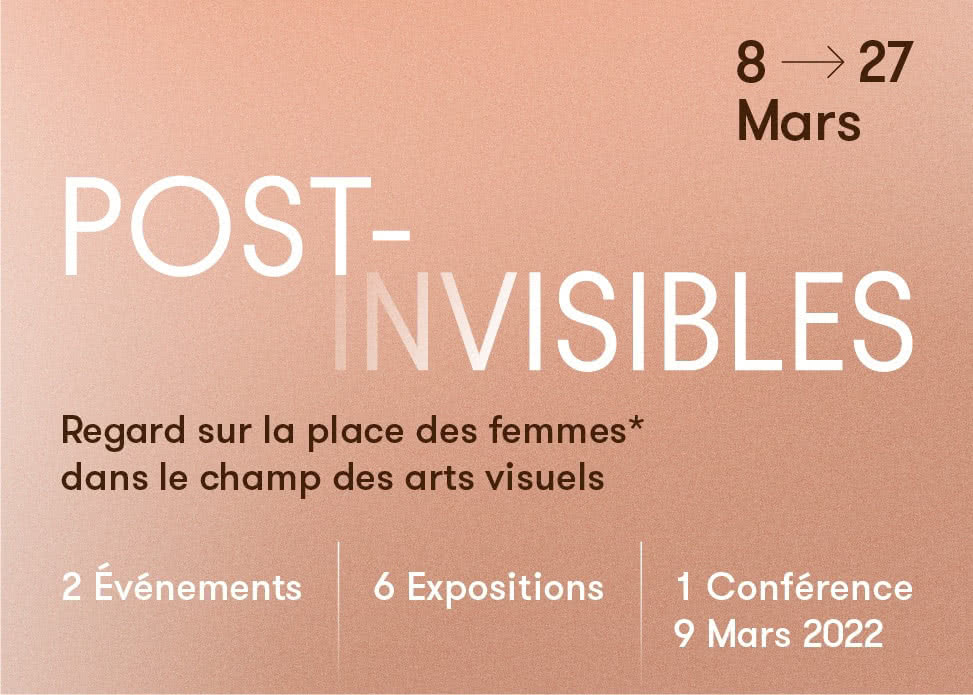 8 → 27
Mars
POST-
INVISIBLES
Regard sur la place des femmes*
dans le champ des arts visuels
2 Événements
6 Expositions
1 Conférence
9 Mars 2022